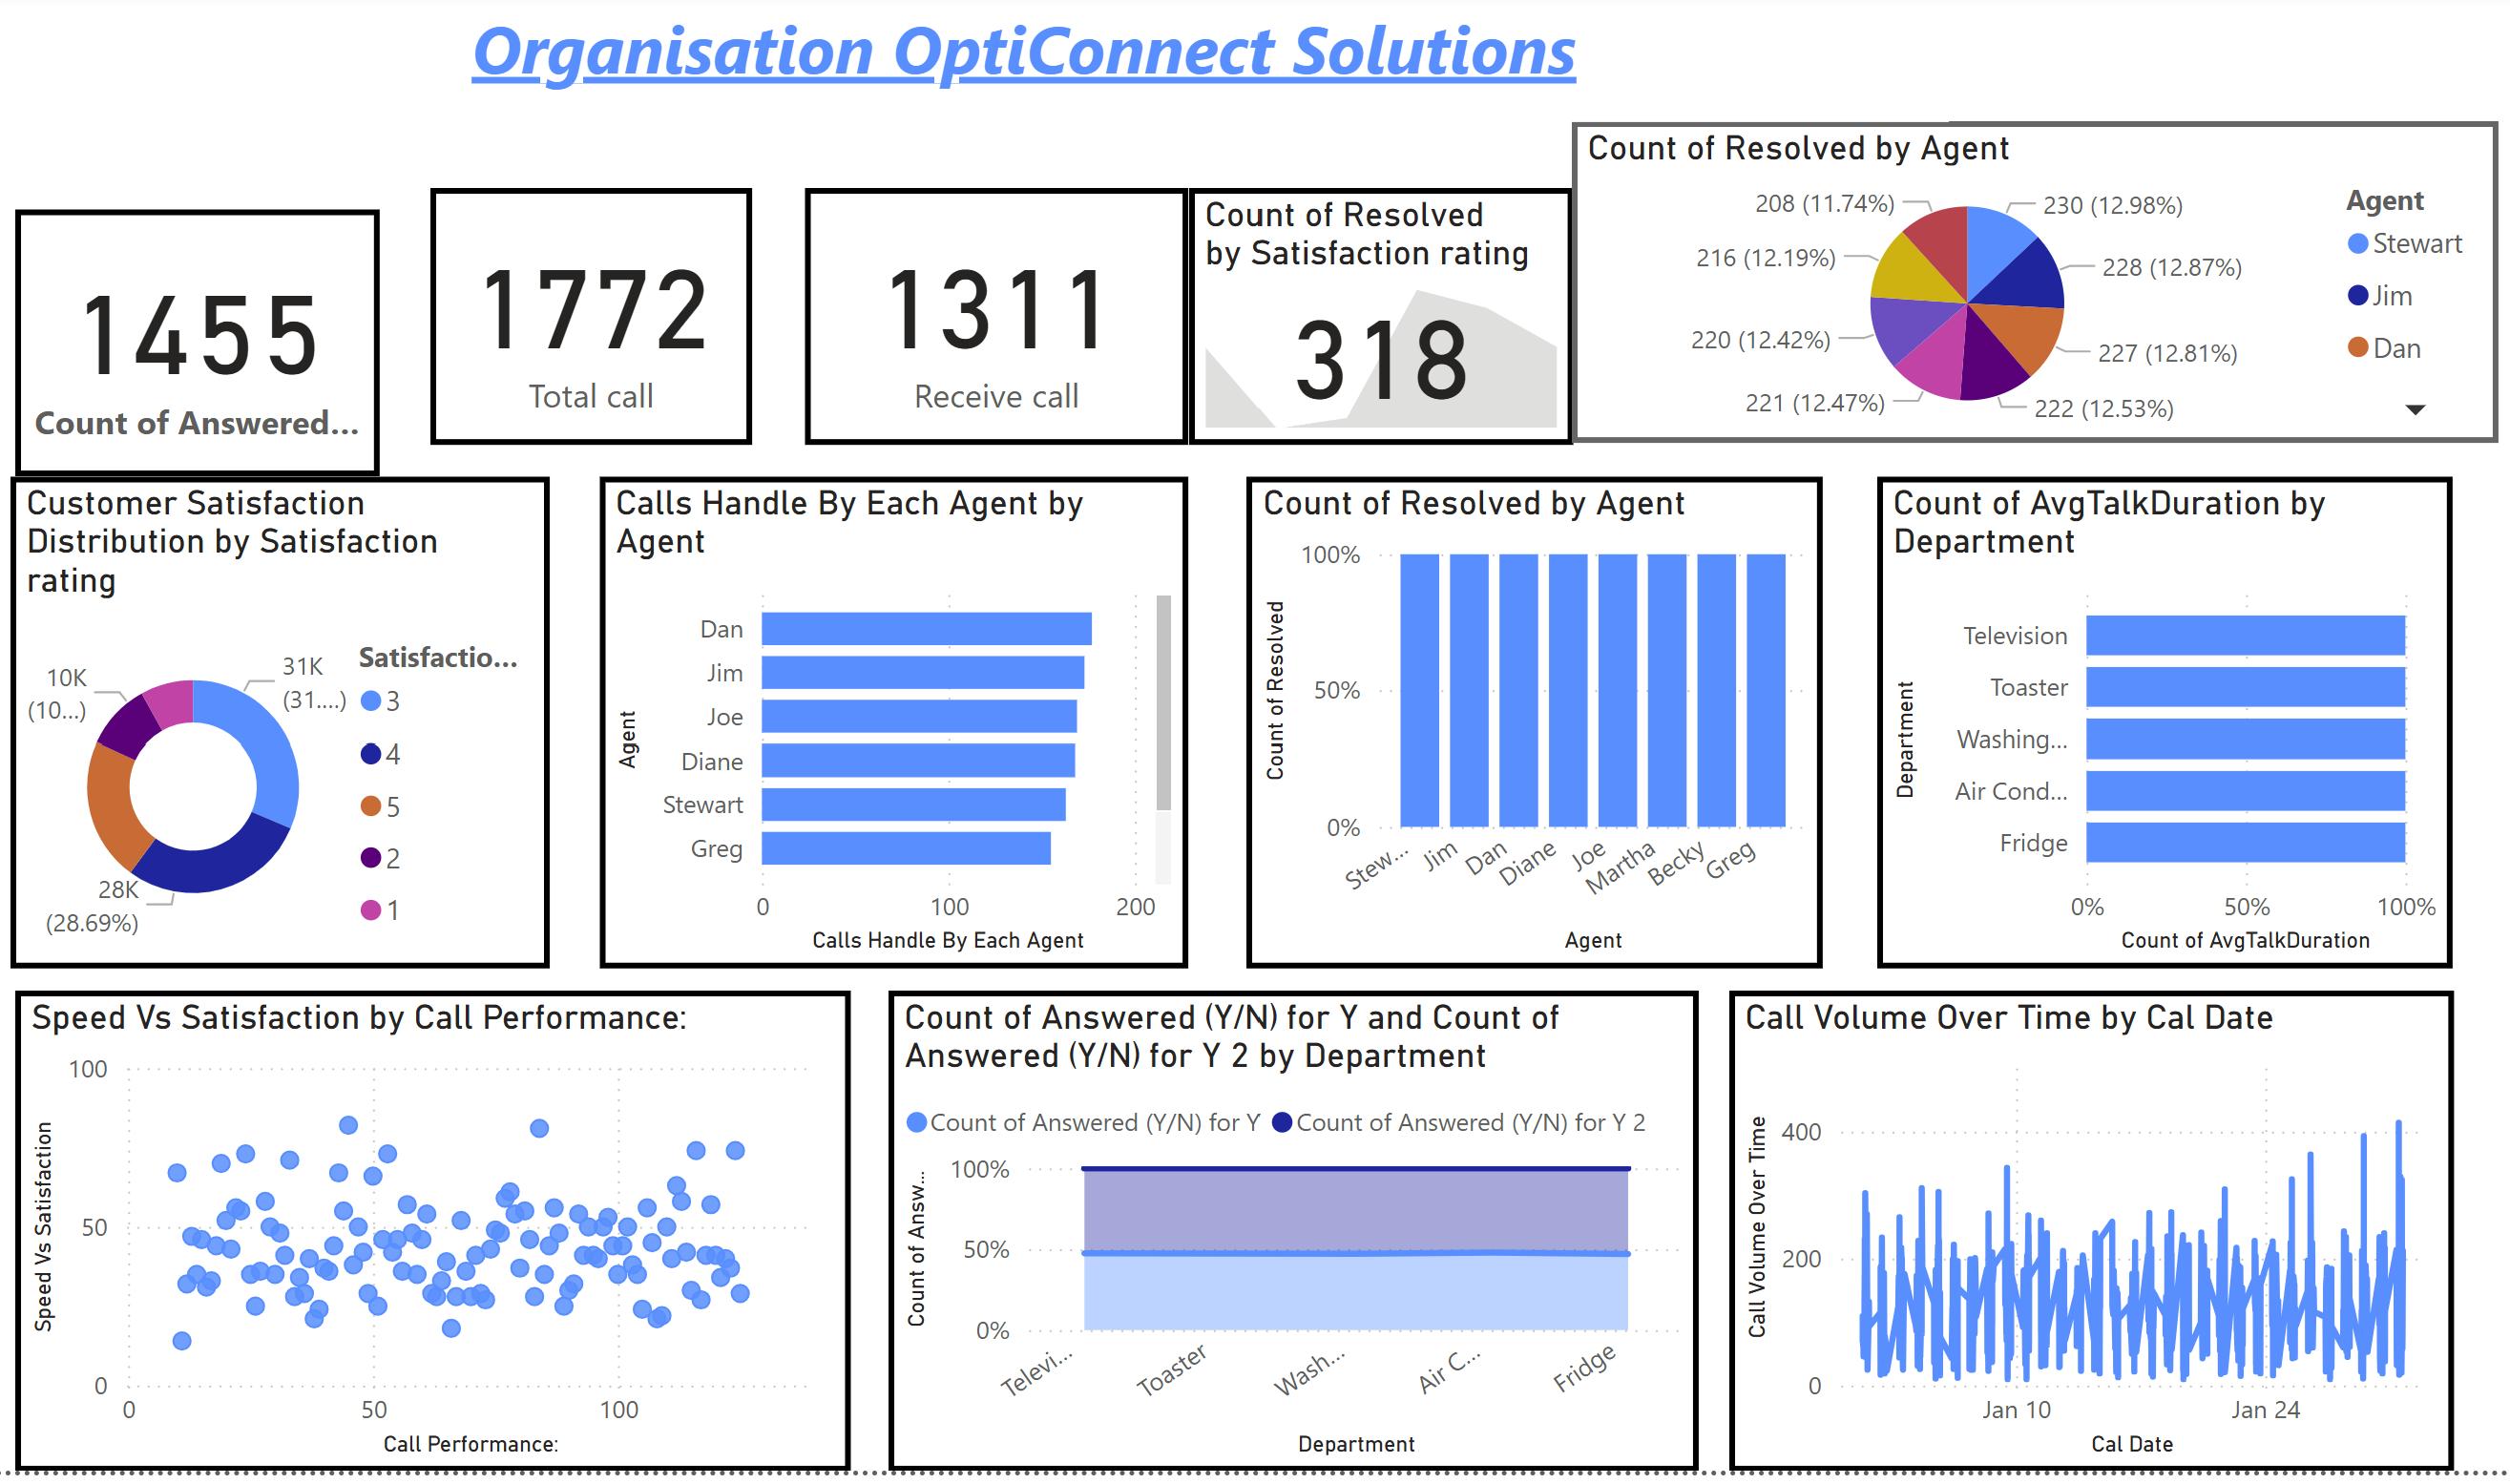 Organisation OptiConnect Solutions
1455
Count of Answered...
1772
Total call
1311
Receive call
Count of Resolved
by Satisfaction rating
318
Count of Resolved by Agent
208 (11.74%)
230 (12.98%)
216 (12.19%)
228 (12.87%)
220 (12.42%)
227 (12.81%)
221 (12.47%)
222 (12.53%)
Agent
Stewart
Jim
Dan
Customer Satisfaction
Distribution by Satisfaction
rating
31K
(31....)
10K
(10...)
28K
(28.69%)
Satisfactio...
3
4
5
2
1
Calls Handle By Each Agent by
Agent
Agent
Dan
Jim
Joe
Diane
Stewart
Greg
0 100 200
Calls Handle By Each Agent
Count of Resolved by Agent
Count of Resolved
100%
50%
0%
Stew... Jim Dan Diane Joe Martha Becky Greg
Agent
Count of AvgTalkDuration by
Department
Department
Television
Toaster
Washing...
Air Cond...
Fridge
0% 50% 100%
Count of AvgTalkDuration
Speed Vs Satisfaction by Call Performance:
Speed Vs Satisfaction
100
50
0
0 50 100
Call Performance:
Count of Answered (Y/N) for Y and Count of
Answered (Y/N) for Y 2 by Department
Count of Answered (Y/N) for Y Count of Answered (Y/N) for Y 2
Count of Answ...
100%
50%
0%
Televi... Toaster Wash... Air C... Fridge
Department
Call Volume Over Time by Cal Date
Call Volume Over Time
400
200
0
Jan 10 Jan 24
Cal Date